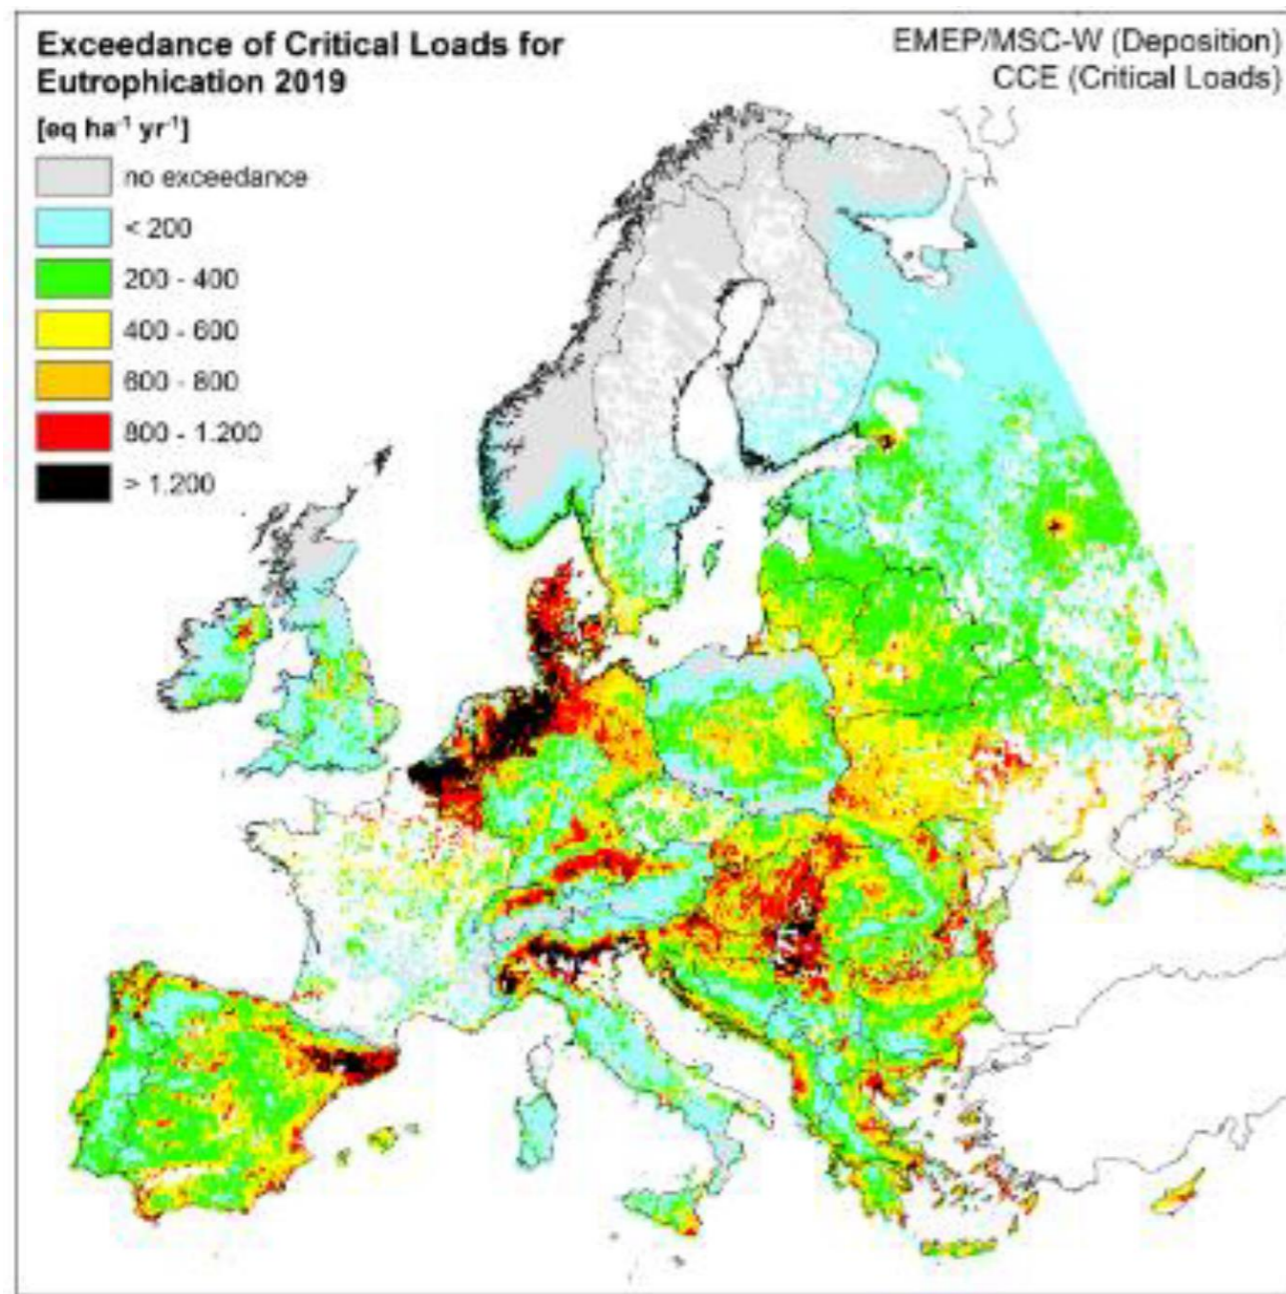 Exceedance of Critical Loads for
Eutrophication 2019
[eq ha⁻¹ yr⁻¹]
no exceedance
< 200
200 - 400
400 - 600
600 - 800
800 - 1.200
> 1.200
EMEP/MSC-W (Deposition)
CCE (Critical Loads)